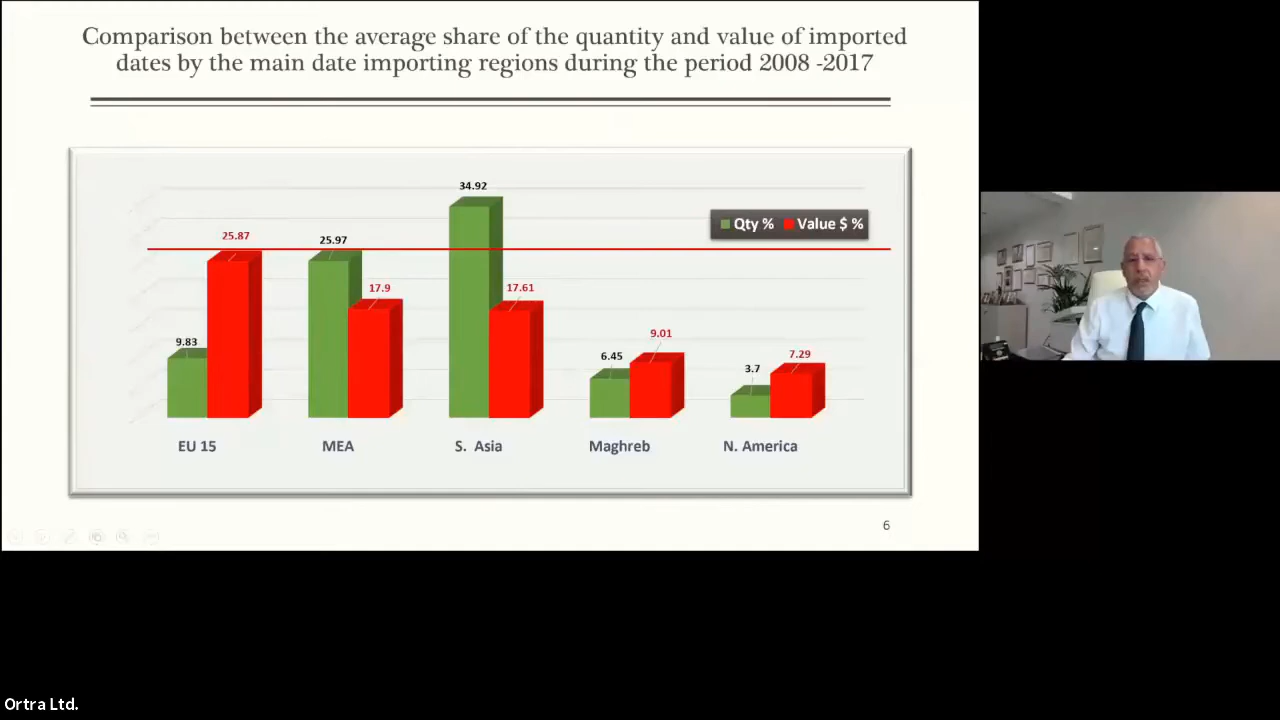 Comparison between the average share of the quantity and value of imported
dates by the main date importing regions during the period 2008 -2017
34.92
25.87
25.97
Qty %
Value $ %
17.9
17.61
9.83
9.01
6.45
7.29
3.7
EU 15
MEA
S. Asia
Maghreb
N. America
6
Ortra Ltd.